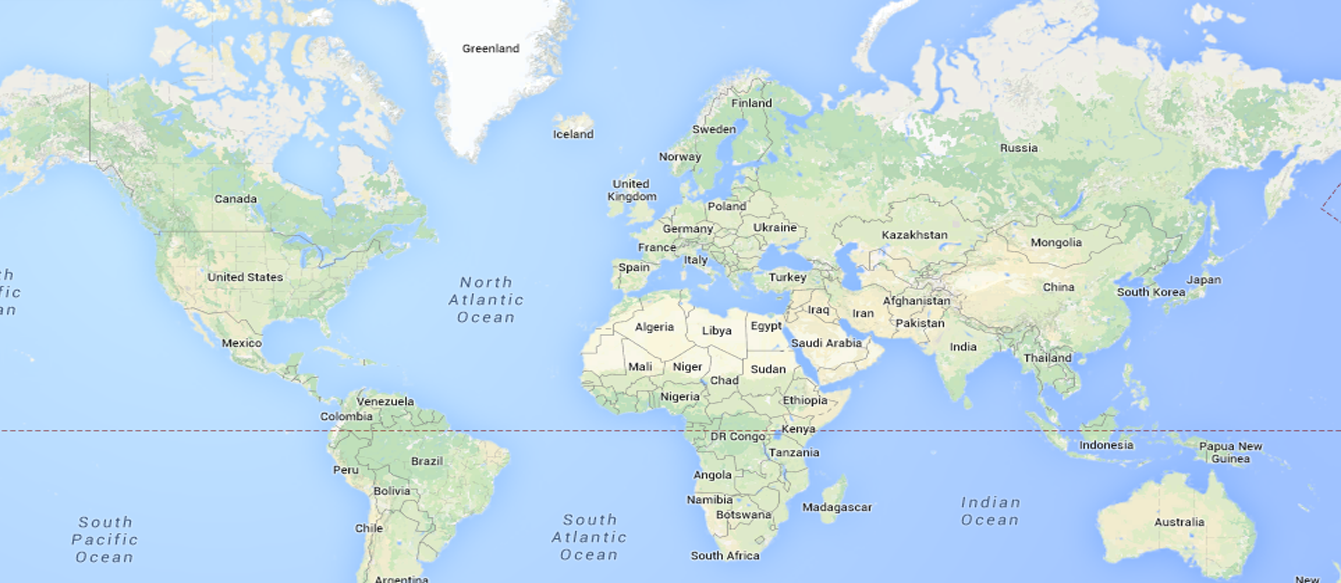 Greenland
Finland
Iceland
Sweden
Russia
Norway
United
Kingdom
Canada
Poland
Germany
Ukraine
Kazakhstan
Mongolia
France
Italy
Spain
United States
Turkey
North
Atlantic
Ocean
Japan
China
South Korea
Afghanistan
Iraq
Iran
Pakistan
Algeria
Libya
Egypt
Saudi Arabia
India
Mexico
Thailand
Mali
Niger
Sudan
Chad
Nigeria
Ethiopia
Venezuela
Colombia
Kenya
DR Congo
Indonesia
Papua New
Guinea
Tanzania
Brazil
Peru
Angola
Bolivia
Namibia
Madagascar
Botswana
Indian
Ocean
South
Pacific
Ocean
Chile
South
Atlantic
Ocean
Australia
South Africa
Argentina
New